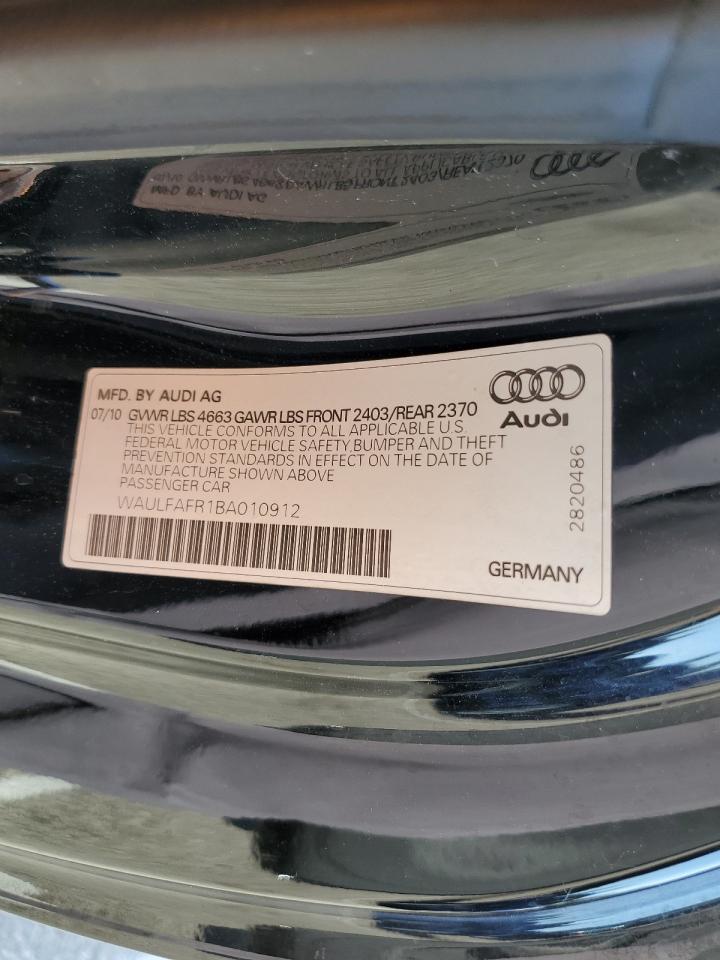 MFD. BY AUDI AG
07/10 GVWR LBS 4663 GAWR LBS FRONT 2403/REAR 2370
THIS VEHICLE CONFORMS TO ALL APPLICABLE U.S.
FEDERAL MOTOR VEHICLE SAFETY,BUMPER AND THEFT
PREVENTION STANDARDS IN EFFECT ON THE DATE OF
MANUFACTURE SHOWN ABOVE
PASSENGER CAR
WAULFAFR1BA010912
Audi
2820486
GERMANY